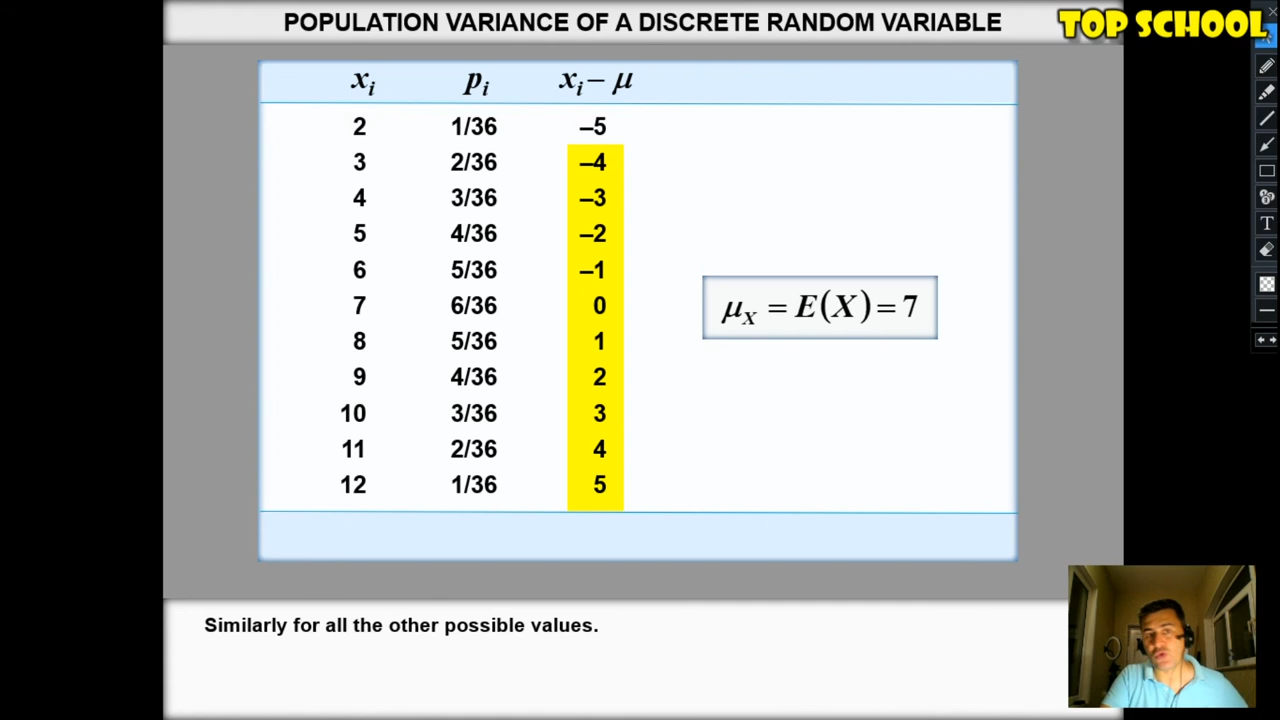 POPULATION VARIANCE OF A DISCRETE RANDOM VARIABLE
TOP SCHOOL
xᵢ pᵢ xᵢ – μ
2 1/36 –5
3 2/36 –4
4 3/36 –3
5 4/36 –2
6 5/36 –1
7 6/36 0
8 5/36 1
9 4/36 2
10 3/36 3
11 2/36 4
12 1/36 5
μ_X = E(X) = 7
Similarly for all the other possible values.
T